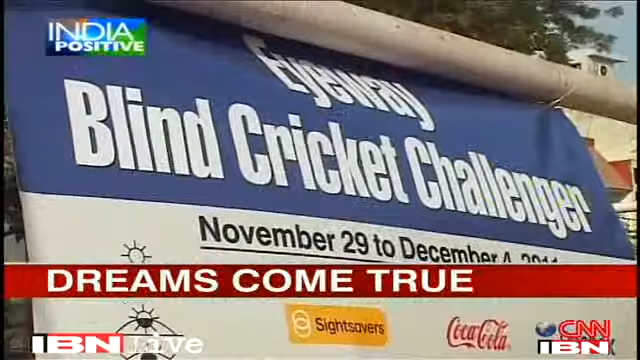 INDIA
POSITIVE
Eyeway
Blind Cricket Challenger
November 29 to December 4, 2011
DREAMS COME TRUE
Sightsavers
Coca-Cola
IBN Live
CNN
IBN